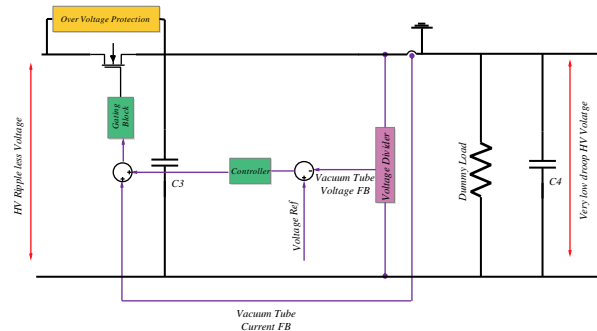 Over Voltage Protection
HV Ripple less Voltage
Gating
Block
C3
Controller
Vacuum Tube
Voltage FB
Voltage Ref
Voltage Divider
Dummy Load
C4
Very low droop HV Volatge
Vacuum Tube
Current FB
+
+
-
+